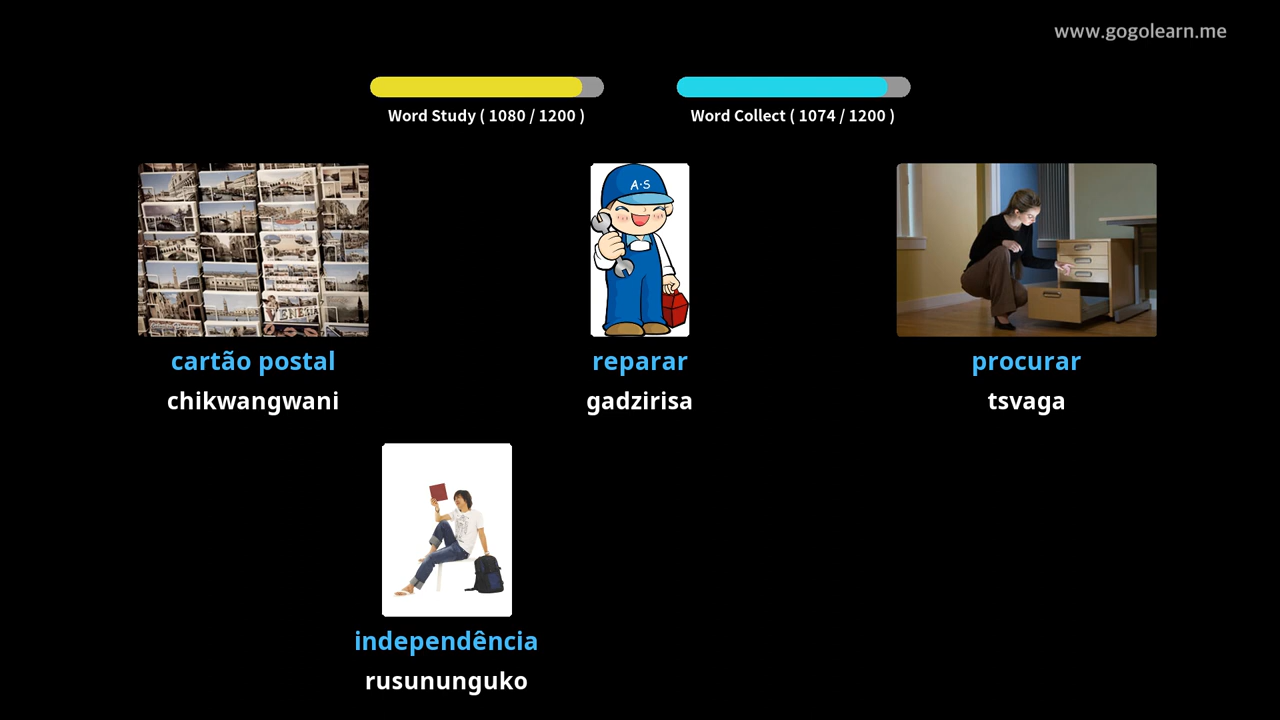 www.gogolearn.me
Word Study ( 1080 / 1200 )
Word Collect ( 1074 / 1200 )
A·S
cartão postal
chikwangwani
reparar
gadzirisa
procurar
tsvaga
independência
rusununguko